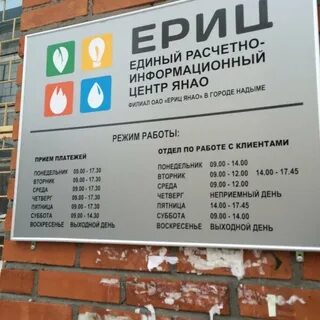 ЕРИЦ
ЕДИНЫЙ РАСЧЕТНО-
ИНФОРМАЦИОННЫЙ
ЦЕНТР ЯНАО
ФИЛИАЛ ОАО «ЕРИЦ ЯНАО» В ГОРОДЕ НАДЫМЕ
РЕЖИМ РАБОТЫ:
ПРИЕМ ПЛАТЕЖЕЙ
ПОНЕДЕЛЬНИК 08.00 - 17.30
ВТОРНИК 09.00 - 17.30
СРЕДА 09.00 - 17.30
ЧЕТВЕРГ 09.00 - 17.30
ПЯТНИЦА 09.00 - 17.30
СУББОТА 09.00 - 14.30
ВОСКРЕСЕНЬЕ ВЫХОДНОЙ ДЕНЬ
ОТДЕЛ ПО РАБОТЕ С КЛИЕНТАМИ
ПОНЕДЕЛЬНИК 09.00 - 14.00
ВТОРНИК 09.00 - 12.00 14.00 - 17.45
СРЕДА 09.00 - 12.00
ЧЕТВЕРГ НЕПРИЕМНЫЙ ДЕНЬ
ПЯТНИЦА 14.00 - 17.45
СУББОТА 09.00 - 14.00
ВОСКРЕСЕНЬЕ ВЫХОДНОЙ ДЕНЬ